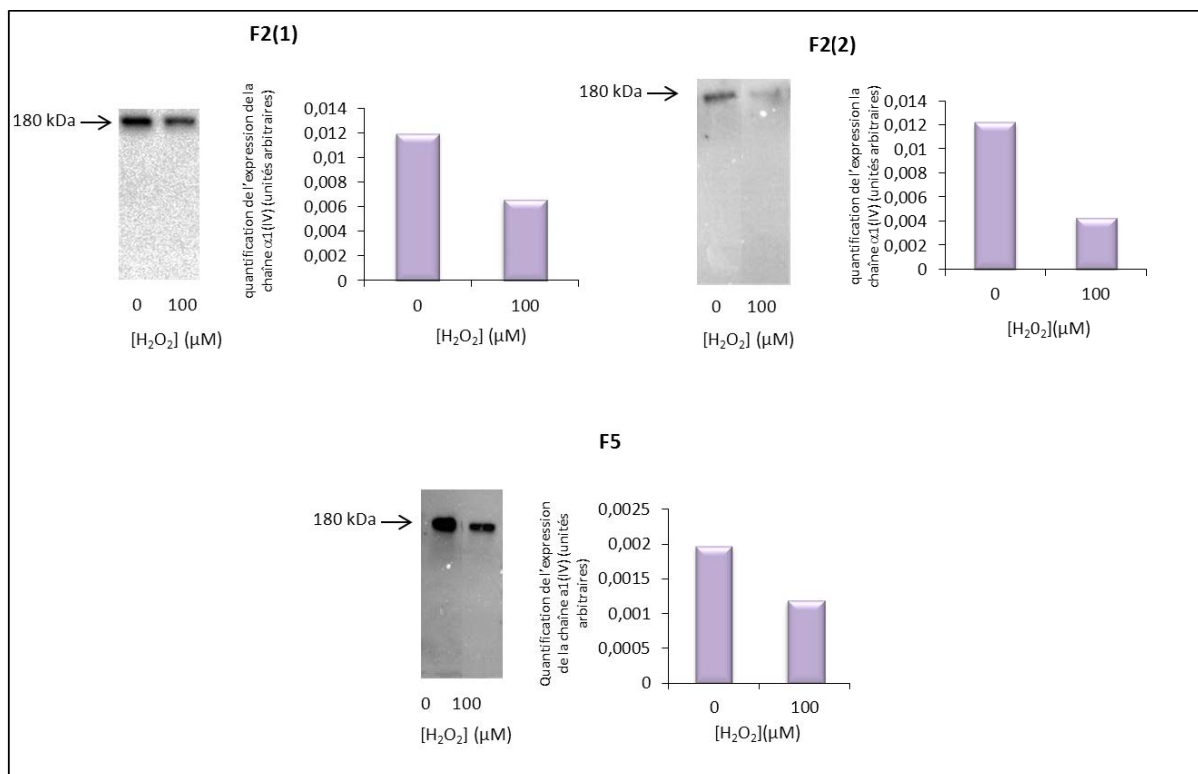 F2(1)
180 kDa
0 100
[H₂O₂] (µM)
quantification de l'expression de la
chaîne α1(IV) (unités arbitraires)
0,014
0,012
0,01
0,008
0,006
0,004
0,002
0
0 100
[H₂O₂] (µM)
F2(2)
180 kDa
0 100
[H₂O₂] (µM)
quantification de l'expression la
chaîne α1(IV) (unités arbitraires)
0,014
0,012
0,01
0,008
0,006
0,004
0,002
0
0 100
[H₂0₂](µM)
F5
180 kDa
0 100
[H₂O₂] (µM)
Quantification de l'expression
de la chaîne a1(IV) (unités
arbitraires)
0,0025
0,002
0,0015
0,001
0,0005
0
0 100
[H₂O₂](µM)